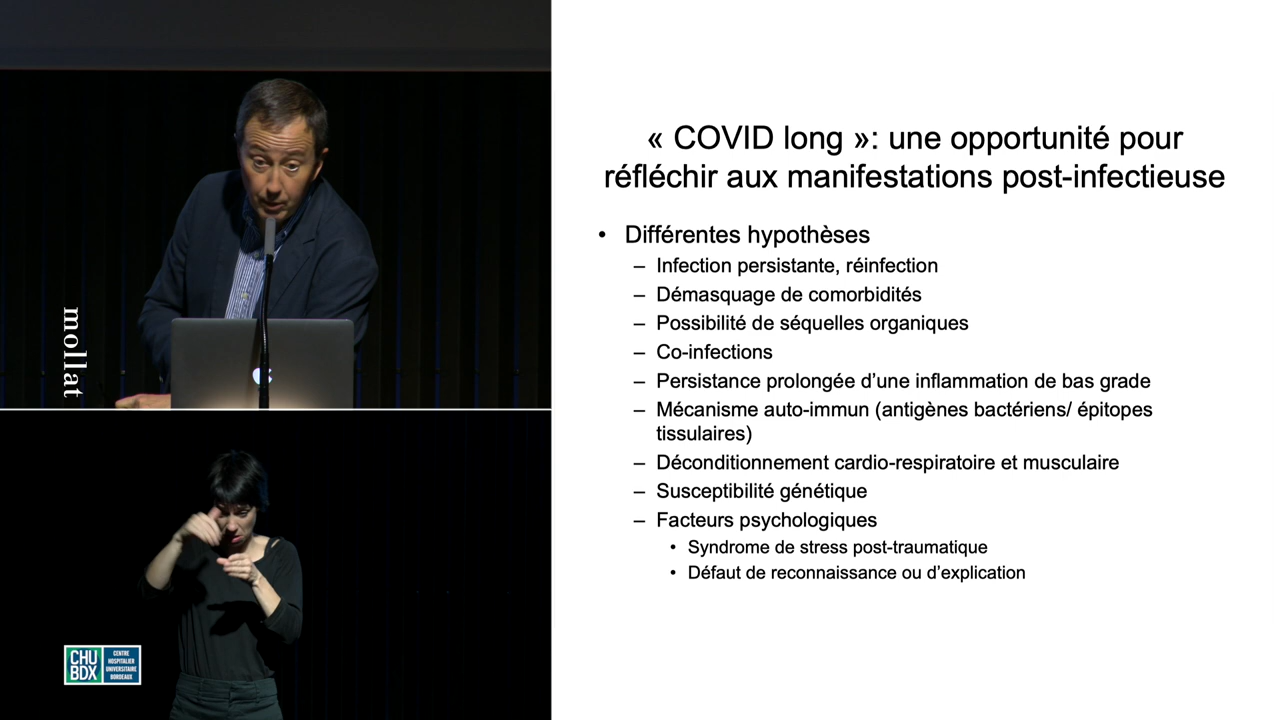 « COVID long »: une opportunité pour
réfléchir aux manifestations post-infectieuse
• Différentes hypothèses
– Infection persistante, réinfection
– Démasquage de comorbidités
– Possibilité de séquelles organiques
– Co-infections
– Persistance prolongée d’une inflammation de bas grade
– Mécanisme auto-immun (antigènes bactériens/ épitopes
tissulaires)
– Déconditionnement cardio-respiratoire et musculaire
– Susceptibilité génétique
– Facteurs psychologiques
• Syndrome de stress post-traumatique
• Défaut de reconnaissance ou d’explication
mollat
CHU
BDX
CENTRE
HOSPITALIER
UNIVERSITAIRE
BORDEAUX